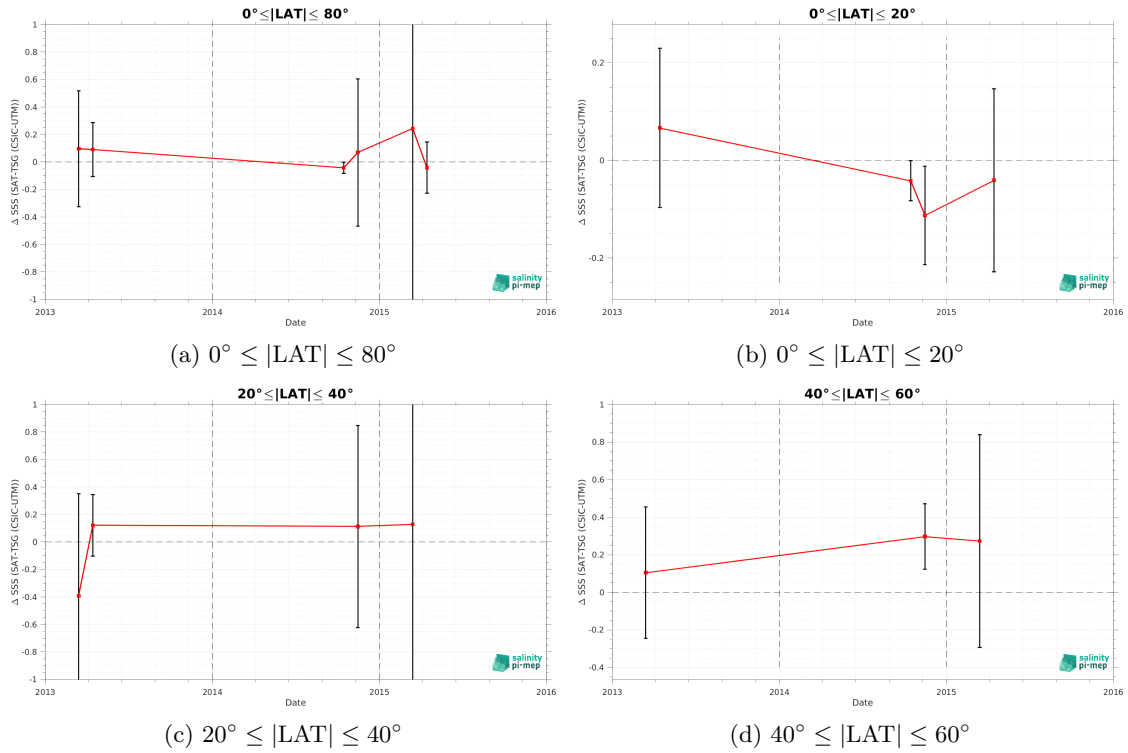 0°≤|LAT|≤ 80°
Δ SSS (SAT-TSG (CSIC-UTM))
1
0.8
0.6
0.4
0.2
0
-0.2
-0.4
-0.6
-0.8
-1
2013
2014
2015
2016
Date
salinity
pi-mep
(a) 0° ≤ |LAT| ≤ 80°
0°≤|LAT|≤ 20°
Δ SSS (SAT-TSG (CSIC-UTM))
0.2
0
-0.2
2013
2014
2015
2016
Date
salinity
pi-mep
(b) 0° ≤ |LAT| ≤ 20°
20°≤|LAT|≤ 40°
Δ SSS (SAT-TSG (CSIC-UTM))
1
0.8
0.6
0.4
0.2
0
-0.2
-0.4
-0.6
-0.8
-1
2013
2014
2015
2016
Date
salinity
pi-mep
(c) 20° ≤ |LAT| ≤ 40°
40°≤|LAT|≤ 60°
Δ SSS (SAT-TSG (CSIC-UTM))
1
0.8
0.6
0.4
0.2
0
-0.2
-0.4
2013
2014
2015
2016
Date
salinity
pi-mep
(d) 40° ≤ |LAT| ≤ 60°